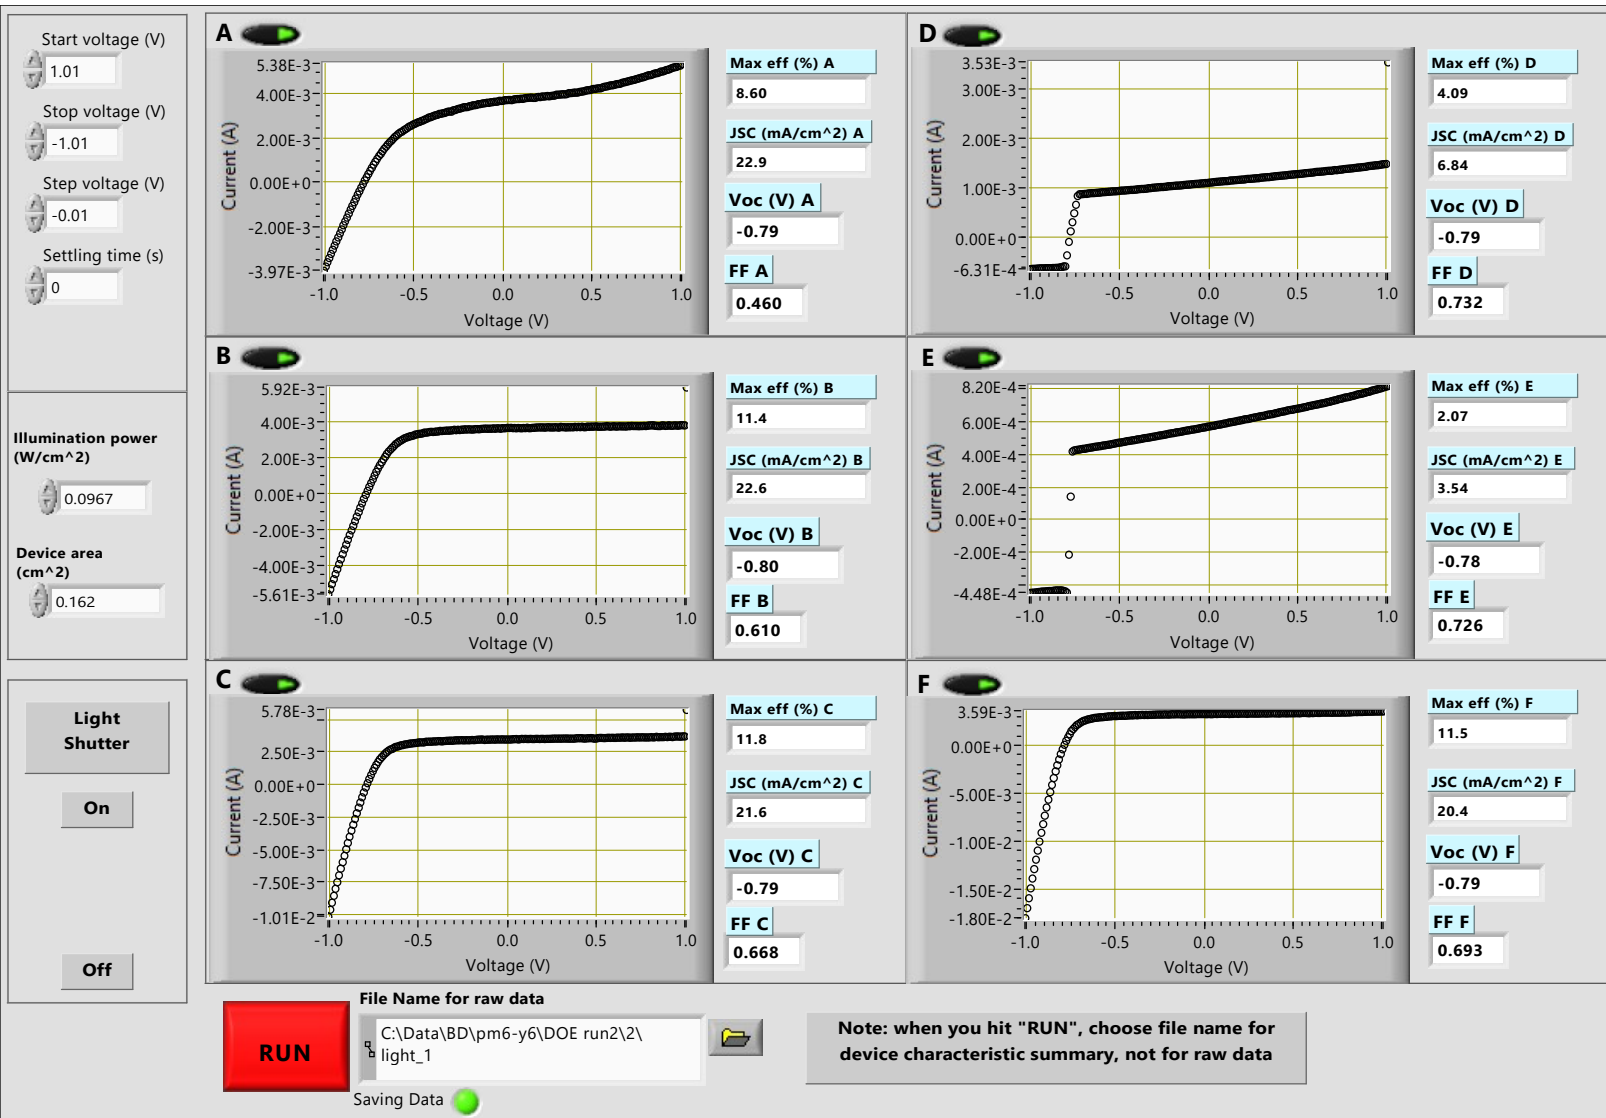 Start voltage (V)
1.01
Stop voltage (V)
-1.01
Step voltage (V)
-0.01
Settling time (s)
0
Illumination power
(W/cm^2)
0.0967
Device area
(cm^2)
0.162
Light
Shutter
On
Off
A
Current (A)
5.38E-3
4.00E-3
2.00E-3
0.00E+0
-2.00E-3
-3.97E-3
-1.0 -0.5 0.0 0.5 1.0
Voltage (V)
Max eff (%) A
8.60
JSC (mA/cm^2) A
22.9
Voc (V) A
-0.79
FF A
0.460
B
Current (A)
5.92E-3
4.00E-3
2.00E-3
0.00E+0
-2.00E-3
-4.00E-3
-5.61E-3
-1.0 -0.5 0.0 0.5 1.0
Voltage (V)
Max eff (%) B
11.4
JSC (mA/cm^2) B
22.6
Voc (V) B
-0.80
FF B
0.610
C
Current (A)
5.78E-3
2.50E-3
0.00E+0
-2.50E-3
-5.00E-3
-7.50E-3
-1.01E-2
-1.0 -0.5 0.0 0.5 1.0
Voltage (V)
Max eff (%) C
11.8
JSC (mA/cm^2) C
21.6
Voc (V) C
-0.79
FF C
0.668
D
Current (A)
3.53E-3
3.00E-3
2.00E-3
1.00E-3
0.00E+0
-6.31E-4
-1.0 -0.5 0.0 0.5 1.0
Voltage (V)
Max eff (%) D
4.09
JSC (mA/cm^2) D
6.84
Voc (V) D
-0.79
FF D
0.732
E
Current (A)
8.20E-4
6.00E-4
4.00E-4
2.00E-4
0.00E+0
-2.00E-4
-4.48E-4
-1.0 -0.5 0.0 0.5 1.0
Voltage (V)
Max eff (%) E
2.07
JSC (mA/cm^2) E
3.54
Voc (V) E
-0.78
FF E
0.726
F
Current (A)
3.59E-3
0.00E+0
-5.00E-3
-1.00E-2
-1.50E-2
-1.80E-2
-1.0 -0.5 0.0 0.5 1.0
Voltage (V)
Max eff (%) F
11.5
JSC (mA/cm^2) F
20.4
Voc (V) F
-0.79
FF F
0.693
RUN
File Name for raw data
C:\Data\BD\pm6-y6\DOE run2\2\
light_1
Saving Data
Note: when you hit "RUN", choose file name for
device characteristic summary, not for raw data